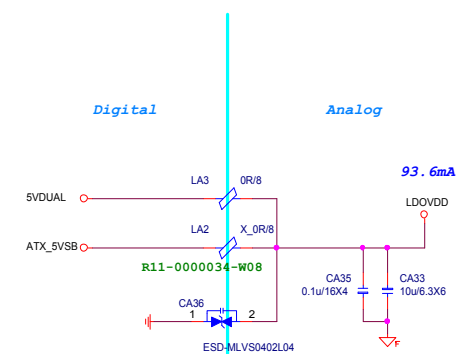 Digital
Analog
93.6mA
LA3 0R/8
5VDUAL
LDOVDD
LA2 X_0R/8
ATX_5VSB
R11-0000034-W08
CA35
0.1u/16X4
CA33
10u/6.3X6
CA36
1 2
ESD-MLVS0402L04
F